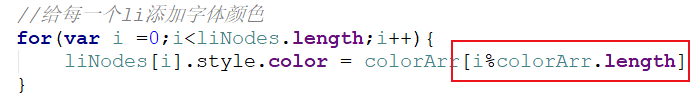 //给每一个li添加字体颜色
for(var i =0;i<liNodes.length;i++){
liNodes[i].style.color = colorArr[i%colorArr.length]
}